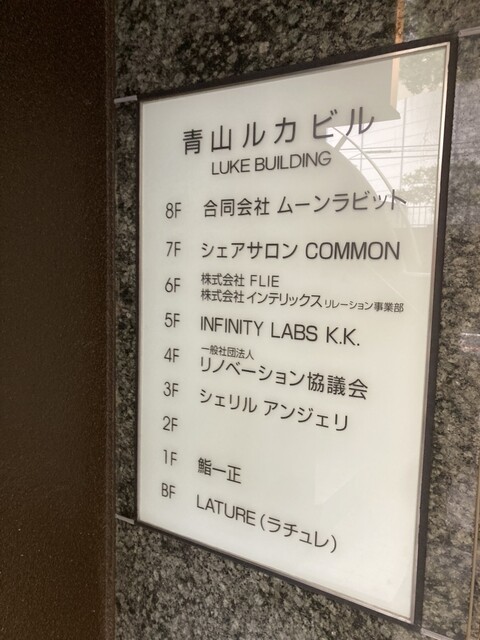 青山ルカビル
LUKE BUILDING
8F 合同会社 ムーンラビット
7F シェアサロン COMMON
6F 株式会社 FLIE
株式会社 インテリックス リレーション事業部
5F INFINITY LABS K.K.
4F 一般社団法人
リノベーション協議会
3F シェリル アンジェリ
2F
1F 鮨一正
BF LATURE (ラチュレ)